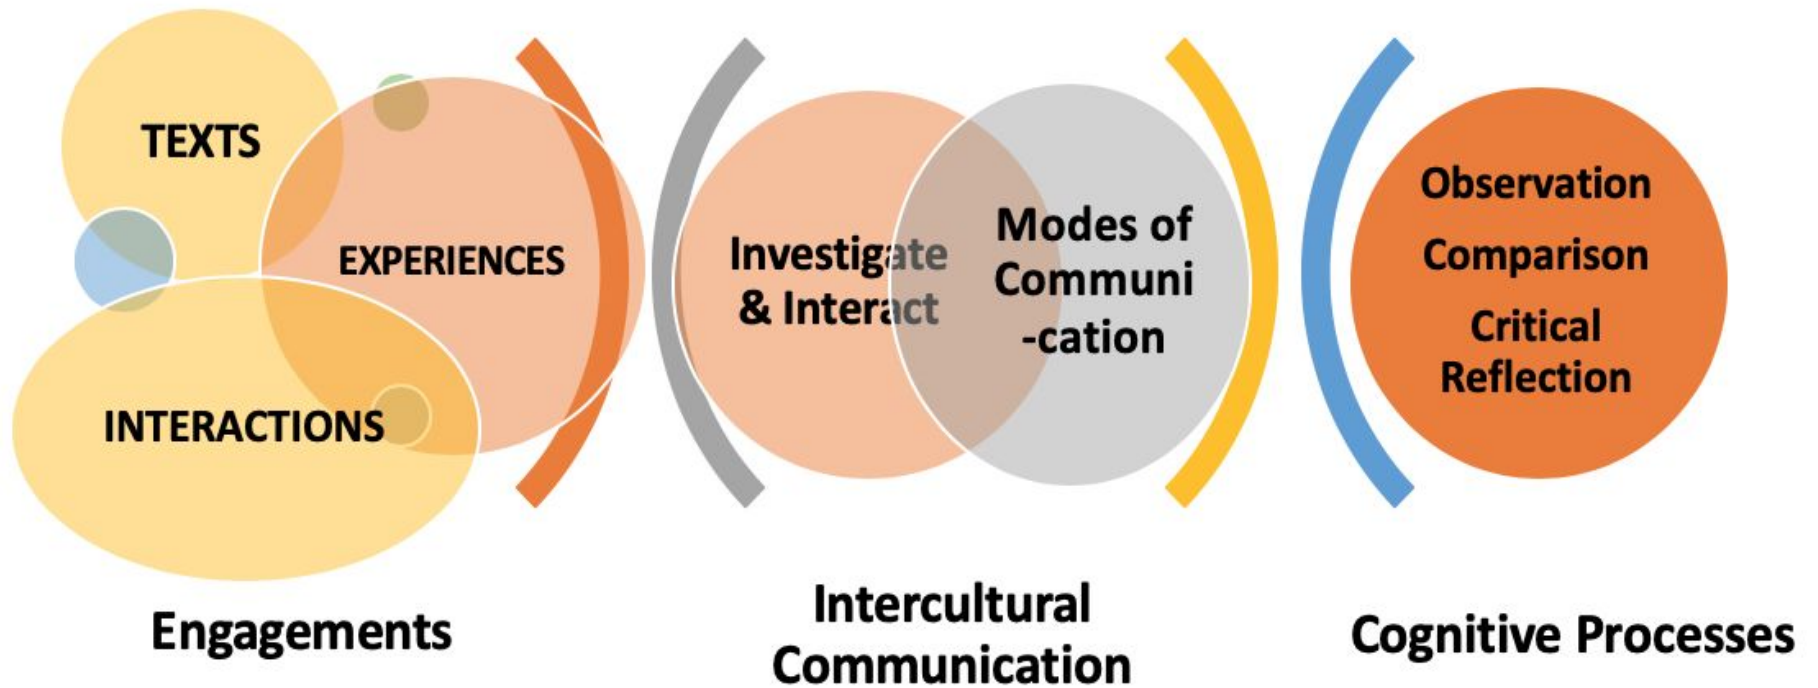 TEXTS
EXPERIENCES
INTERACTIONS
Engagements
Investigate
& Interact
Modes of
Communi
-cation
Intercultural
Communication
Observation
Comparison
Critical
Reflection
Cognitive Processes